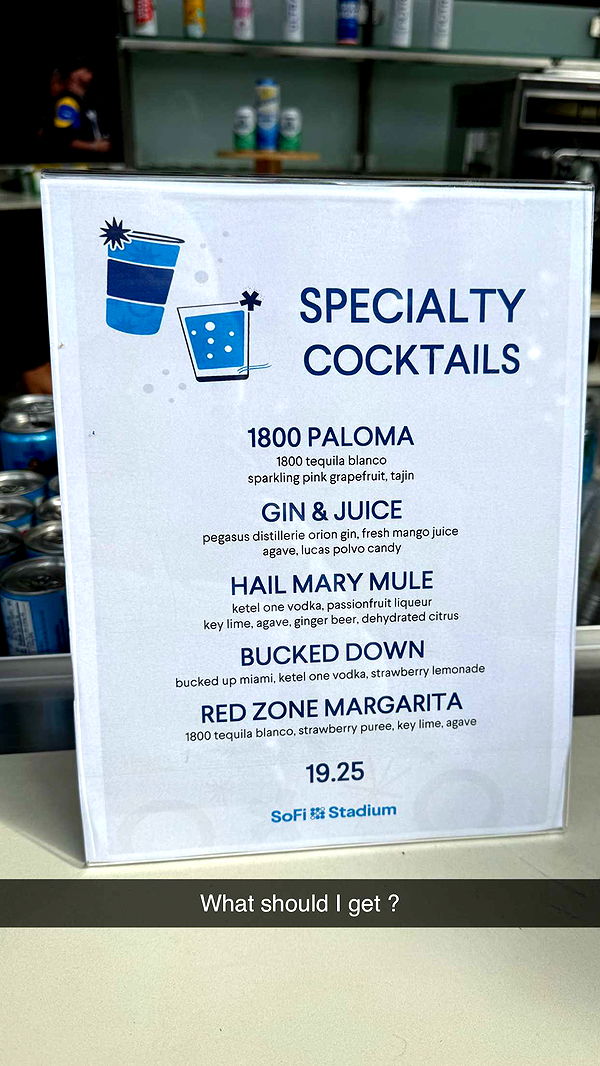 SPECIALTY
COCKTAILS
1800 PALOMA
1800 tequila blanco
sparkling pink grapefruit, tajin
GIN & JUICE
pegasus distillerie orion gin, fresh mango juice
agave, lucas polvo candy
HAIL MARY MULE
ketel one vodka, passionfruit liqueur
key lime, agave, ginger beer, dehydrated citrus
BUCKED DOWN
bucked up miami, ketel one vodka, strawberry lemonade
RED ZONE MARGARITA
1800 tequila blanco, strawberry puree, key lime, agave
19.25
SoFi Stadium
What should I get ?